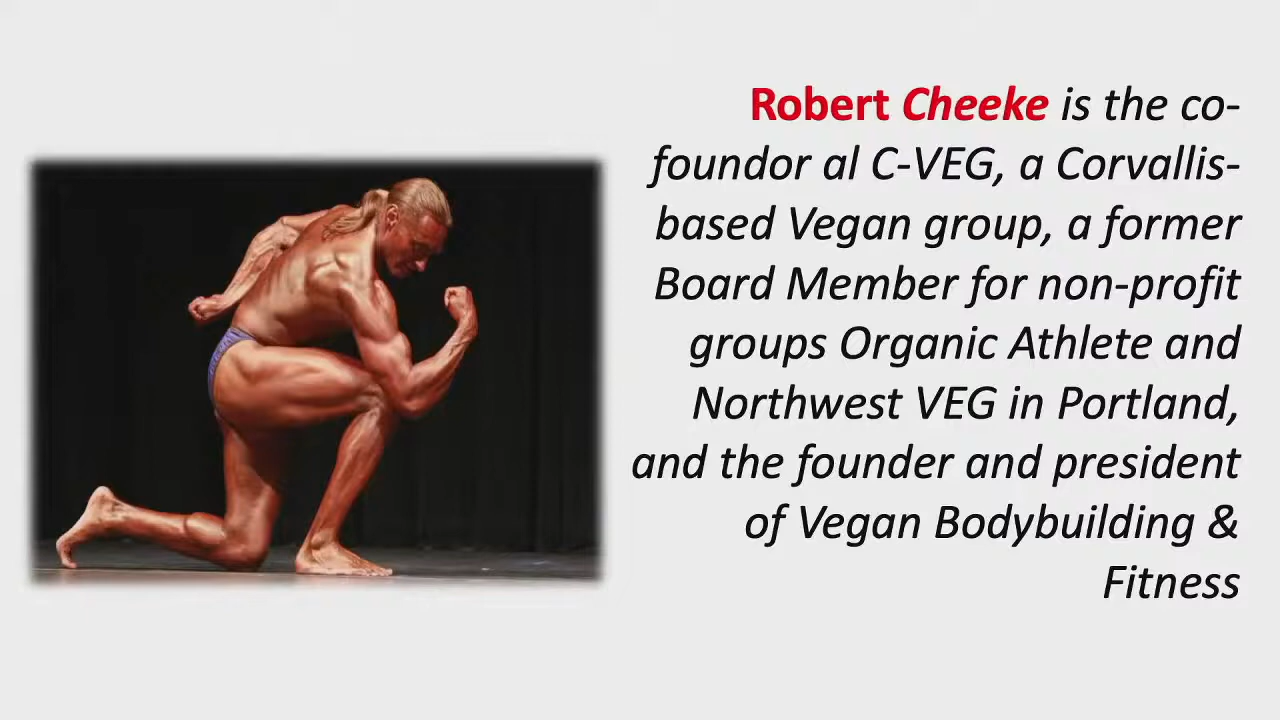 Robert Cheeke is the co-
foundor al C-VEG, a Corvallis-
based Vegan group, a former
Board Member for non-profit
groups Organic Athlete and
Northwest VEG in Portland,
and the founder and president
of Vegan Bodybuilding &
Fitness